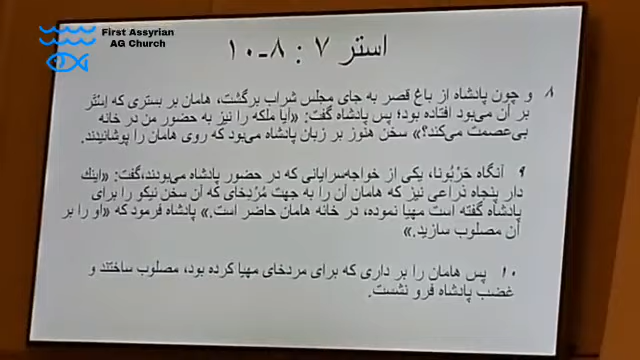 First Assyrian
AG Church
استر ۷ : ۸-۱۰
۸ و چون پادشاه از باغ قصر به جای مجلس شراب برگشت، هامان بر بستری که اِستَر
بر آن می‌بود افتاده بود؛ پس پادشاه گفت: «آیا ملکه را نیز به حضور من در خانه
بی‌عصمت می‌کند؟» سخن هنوز بر زبان پادشاه می‌بود که روی هامان را پوشانیدند.
۹ آنگاه حَرْبُونا، یکی از خواجه‌سرایانی که در حضور پادشاه می‌بودند،گفت: «اینك
دار پنجاه ذراعی نیز که هامان آن را به جهت مُرْدِخای که آن سخن نیکو را برای
پادشاه گفته است مهیا نموده، در خانه هامان حاضر است.» پادشاه فرمود که «او را بر
آن مصلوب سازید.»
۱۰ پس هامان را بر داری که برای مردخای مهیا کرده بود، مصلوب ساختند و
غضب پادشاه فرو نشست.